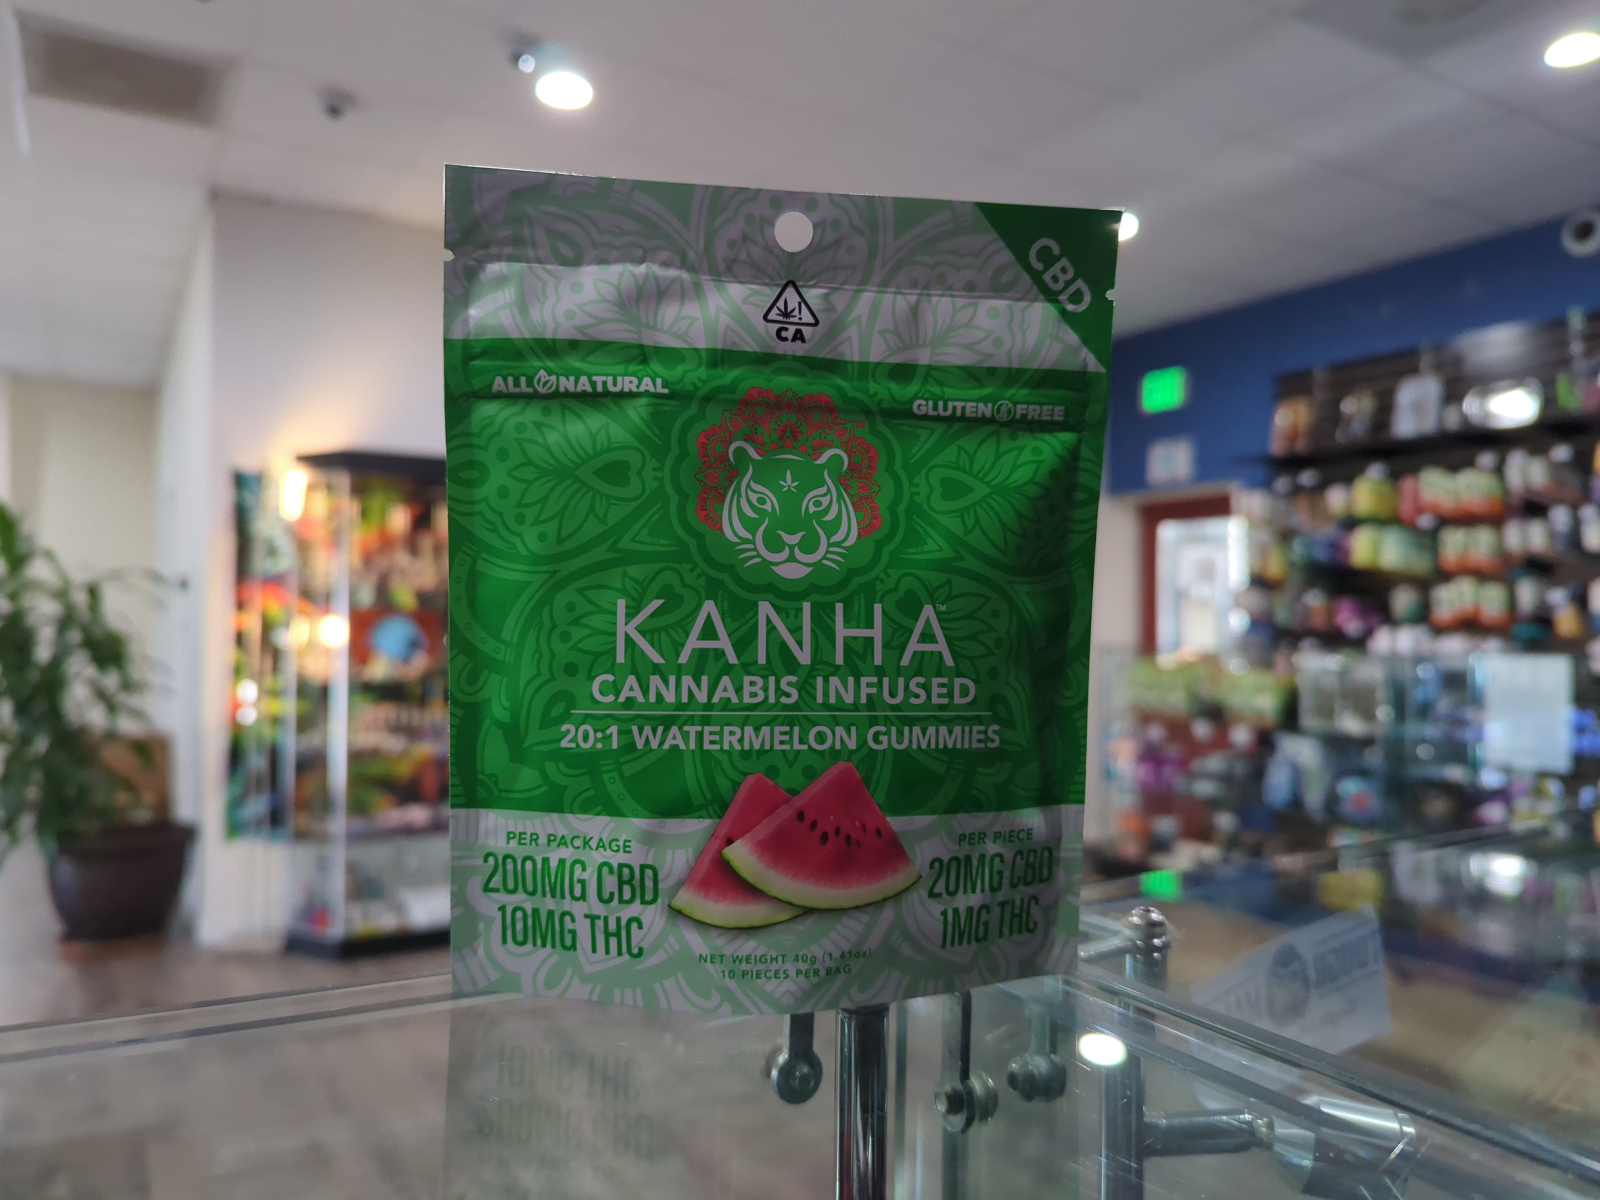 CBD
CA
ALL NATURAL
GLUTEN FREE
KANHA™
CANNABIS INFUSED
20:1 WATERMELON GUMMIES
PER PACKAGE
200MG CBD
10MG THC
PER PIECE
20MG CBD
1MG THC
NET WEIGHT 40g (1.41oz)
10 PIECES PER BAG